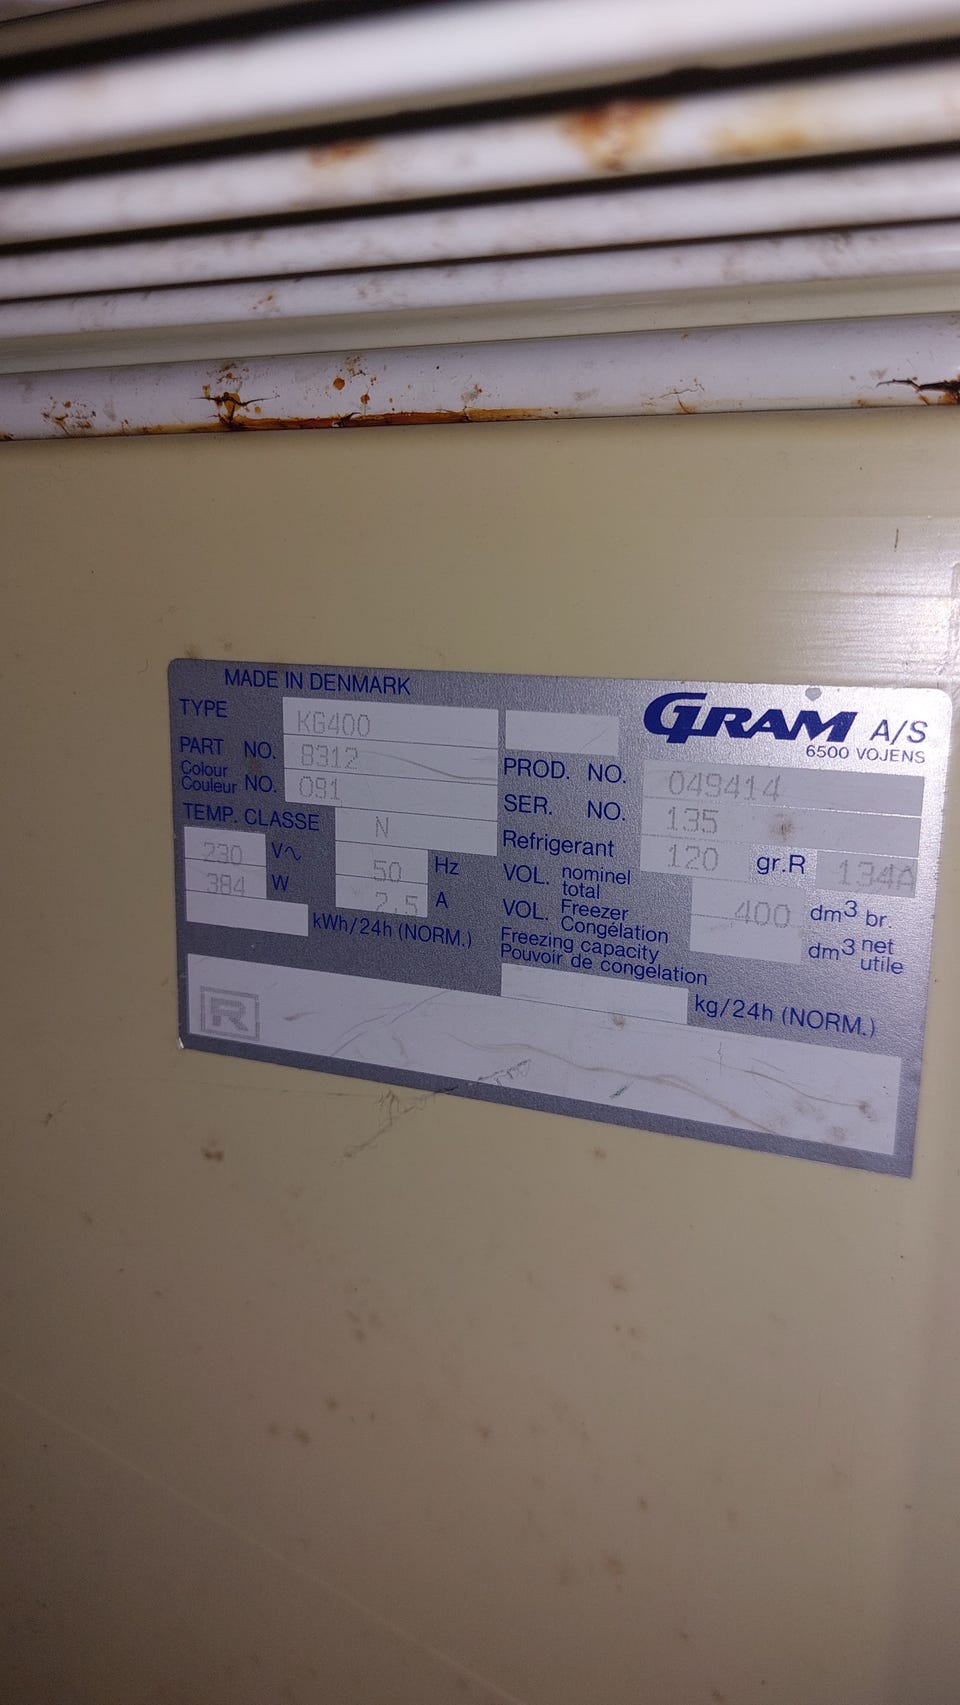 MADE IN DENMARK
GRAM A/S
6500 VOJENS
TYPE KG400
PART NO. 8312
Colour
Couleur NO. 091
TEMP. CLASSE N
230 V~ 50 Hz
384 W 2.5 A
kWh/24h (NORM.)
PROD. NO. 049414
SER. NO. 135
Refrigerant 120 gr.R 134A
VOL. nominel
total 400 dm3 br.
VOL. Freezer
Congélation dm3 net
utile
Freezing capacity
Pouvoir de congelation kg/24h (NORM.)
R